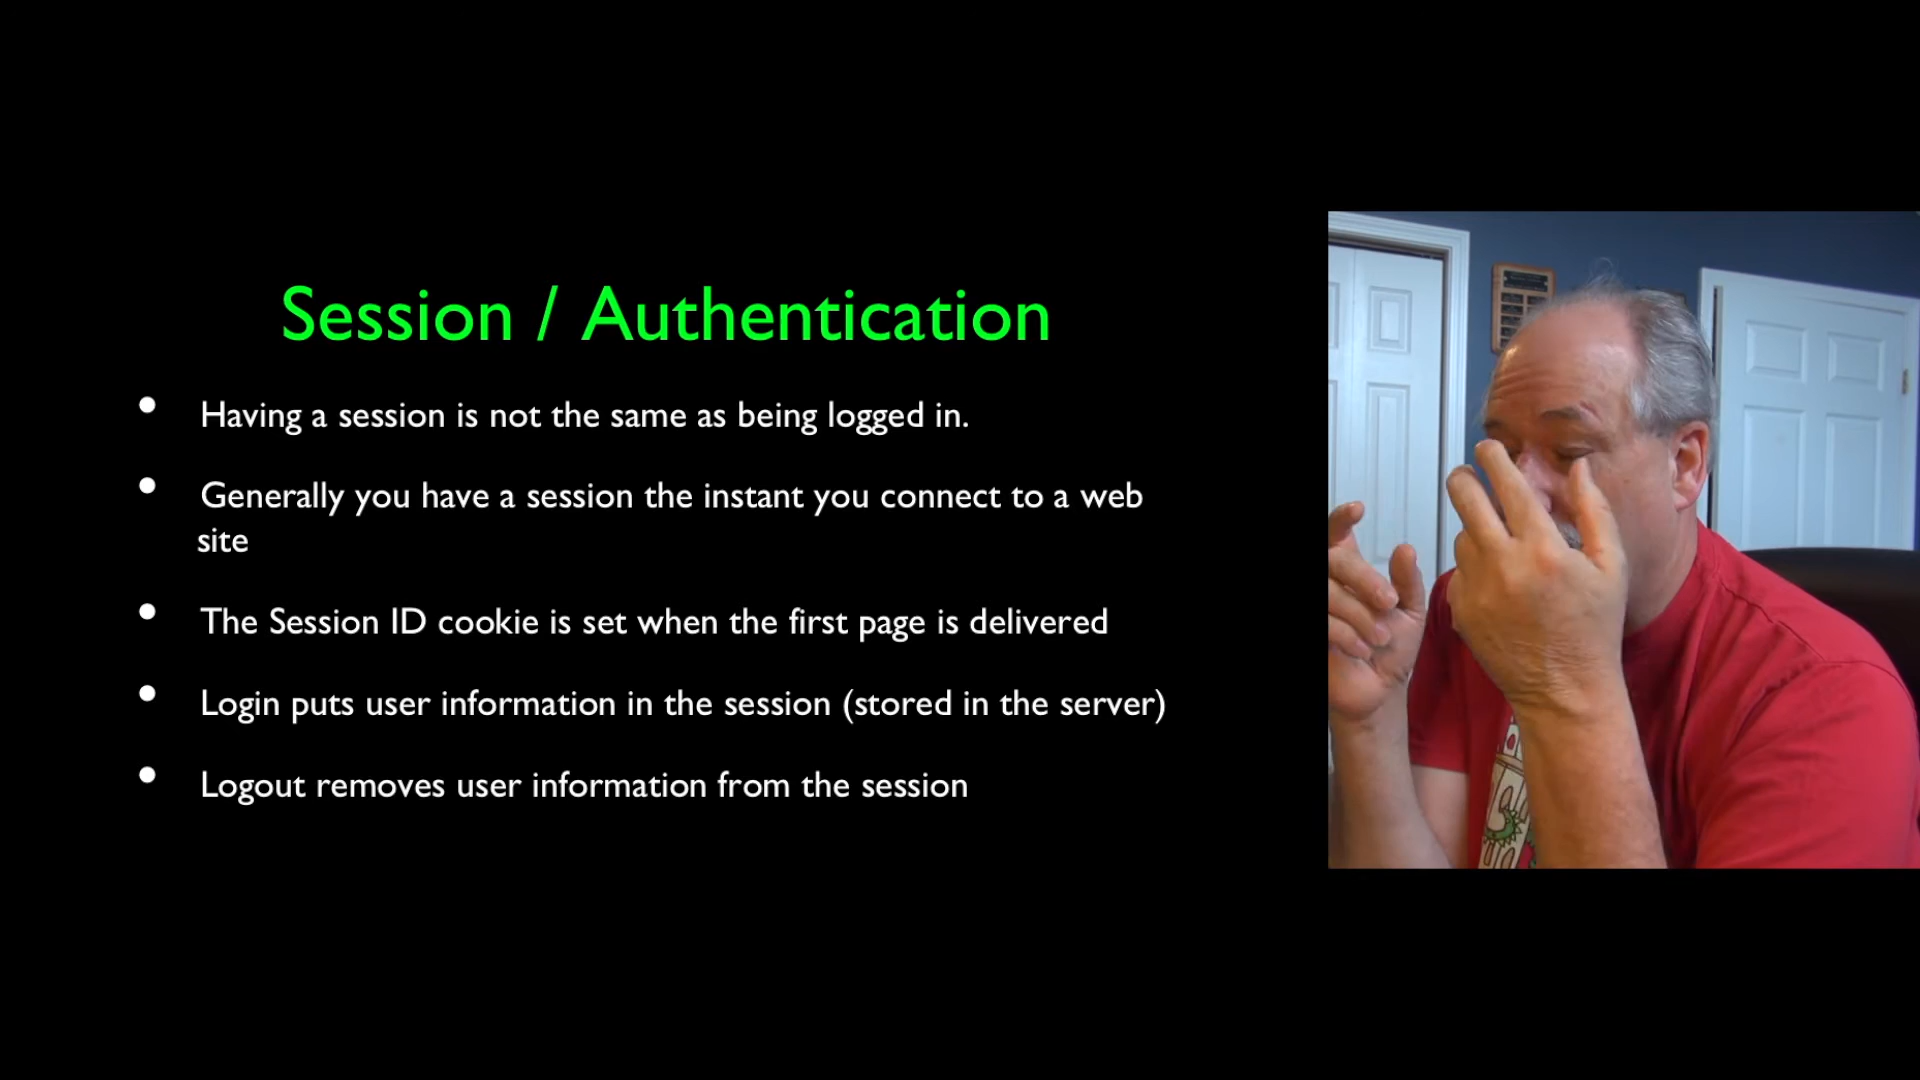 Session / Authentication
• Having a session is not the same as being logged in.
• Generally you have a session the instant you connect to a web
site
• The Session ID cookie is set when the first page is delivered
• Login puts user information in the session (stored in the server)
• Logout removes user information from the session